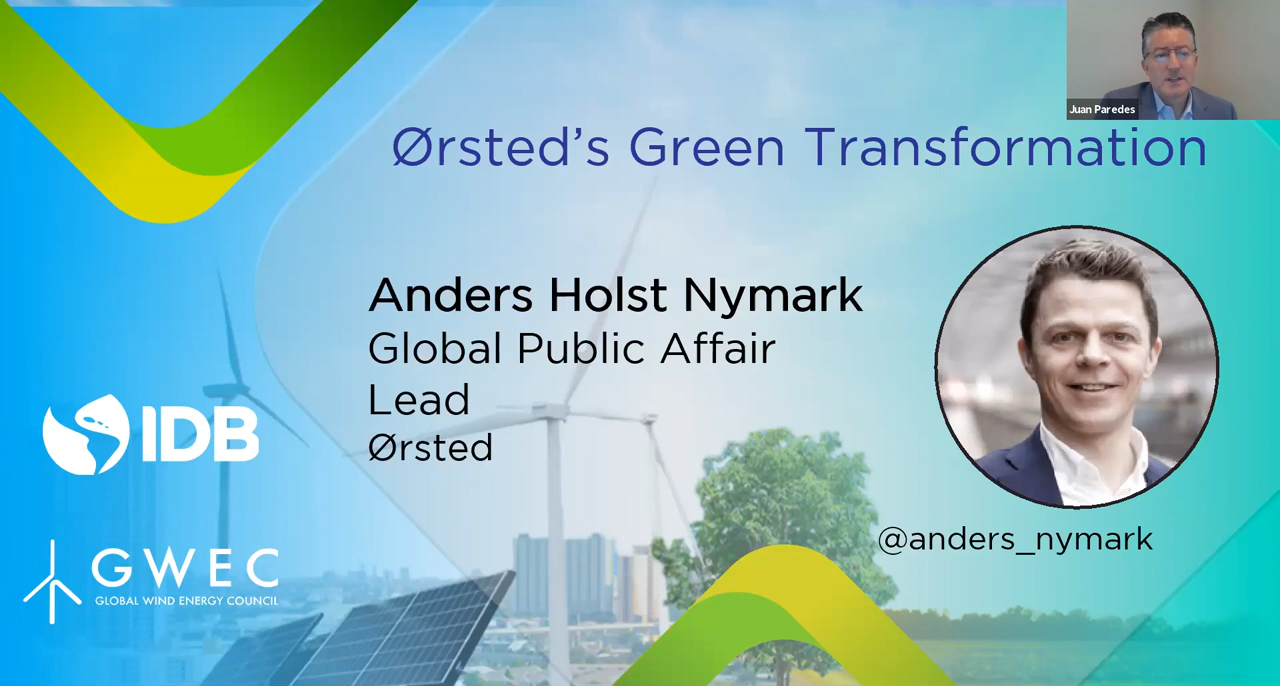 Juan Paredes
Ørsted’s Green Transformation
Anders Holst Nymark
Global Public Affair
Lead
Ørsted
@anders_nymark
IDB
GWEC
GLOBAL WIND ENERGY COUNCIL